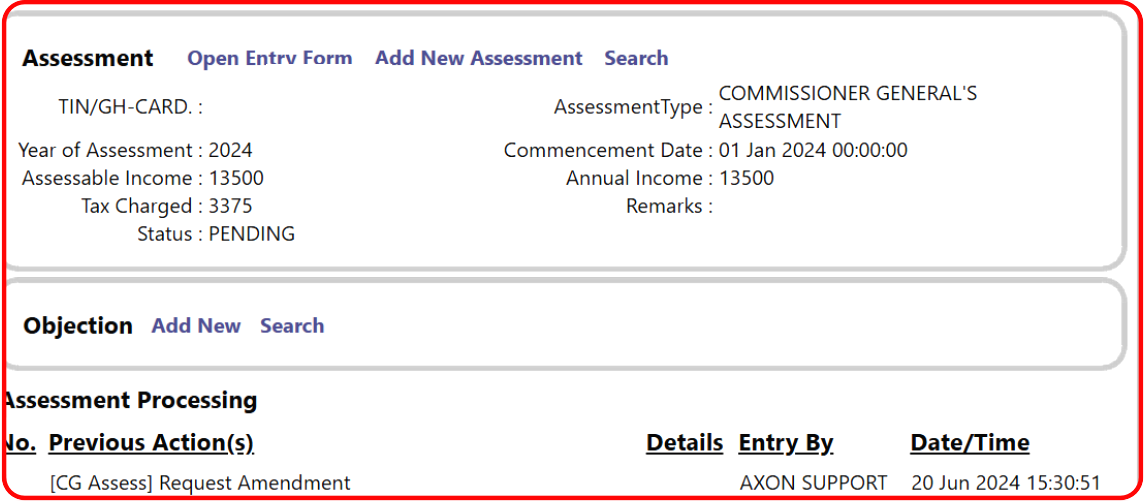 Assessment Open Entry Form Add New Assessment Search
TIN/GH-CARD. : AssessmentType : COMMISSIONER GENERAL'S
ASSESSMENT
Year of Assessment : 2024 Commencement Date : 01 Jan 2024 00:00:00
Assessable Income : 13500 Annual Income : 13500
Tax Charged : 3375 Remarks :
Status : PENDING
Objection Add New Search
Assessment Processing
No. Previous Action(s) Details Entry By Date/Time
[CG Assess] Request Amendment AXON SUPPORT 20 Jun 2024 15:30:51